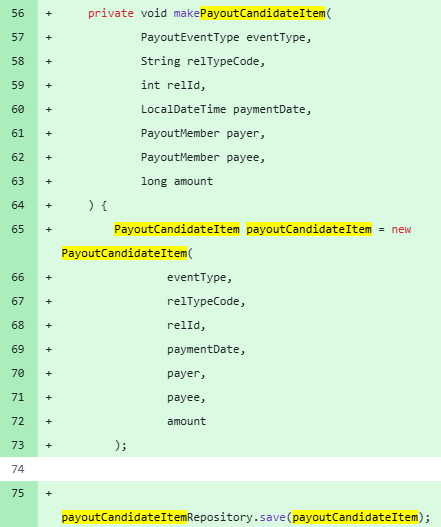 56 + private void makePayoutCandidateItem(
57 + PayoutEventType eventType,
58 + String relTypeCode,
59 + int relId,
60 + LocalDateTime paymentDate,
61 + PayoutMember payer,
62 + PayoutMember payee,
63 + long amount
64 + ) {
65 + PayoutCandidateItem payoutCandidateItem = new
PayoutCandidateItem(
66 + eventType,
67 + relTypeCode,
68 + relId,
69 + paymentDate,
70 + payer,
71 + payee,
72 + amount
73 + );
74
75 +
payoutCandidateItemRepository.save(payoutCandidateItem);